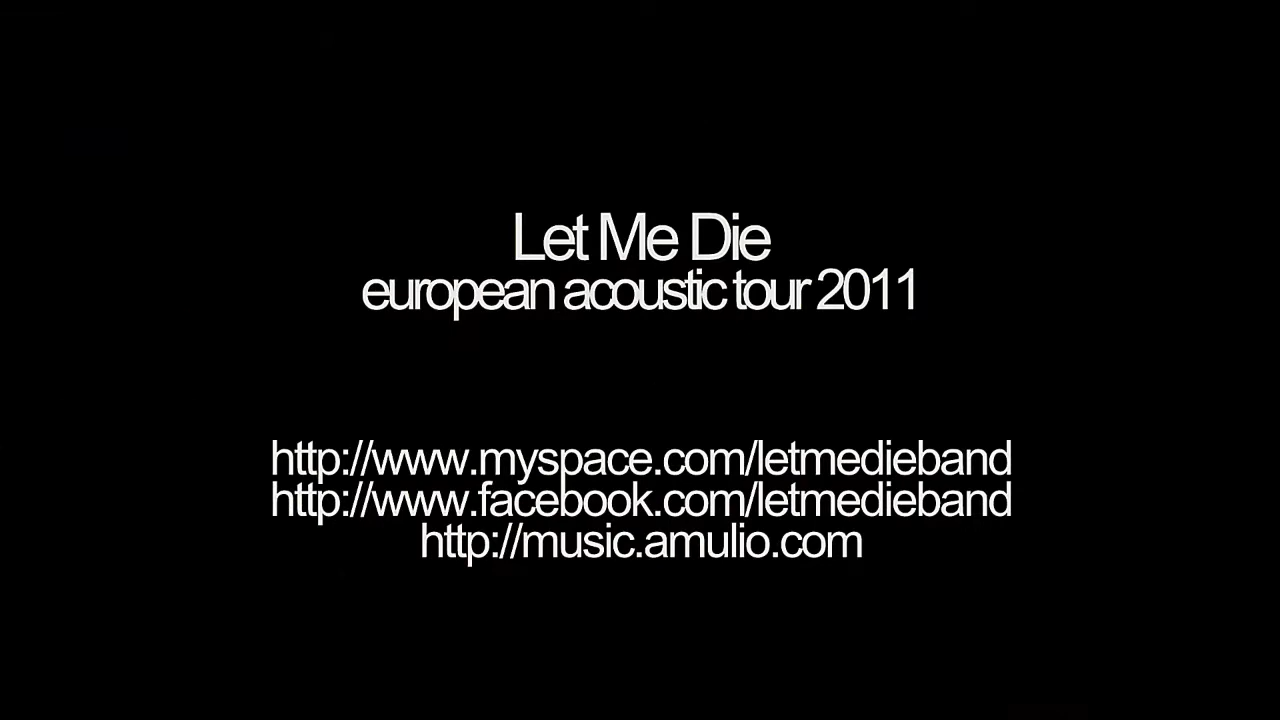 Let Me Die
european acoustic tour 2011
http://www.myspace.com/letmedieband
http://www.facebook.com/letmedieband
http://music.amulio.com